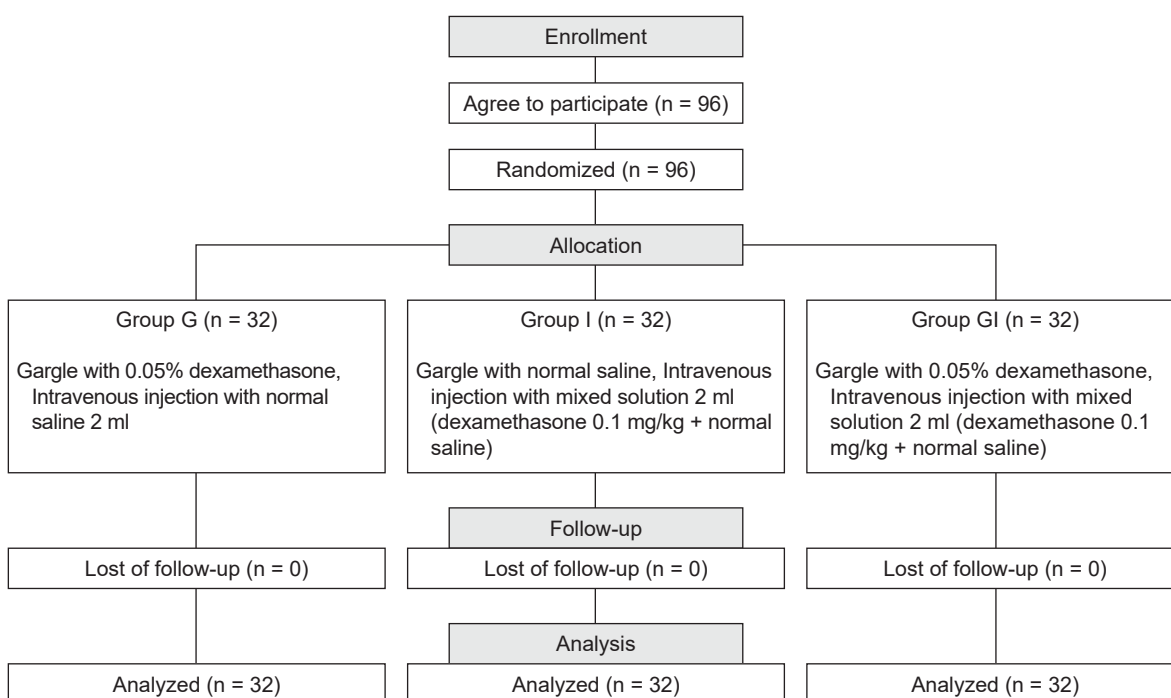 Enrollment
Agree to participate (n = 96)
Randomized (n = 96)
Allocation
Group G (n = 32)
Gargle with 0.05% dexamethasone,
Intravenous injection with normal
saline 2 ml
Group I (n = 32)
Gargle with normal saline, Intravenous
injection with mixed solution 2 ml
(dexamethasone 0.1 mg/kg + normal
saline)
Group GI (n = 32)
Gargle with 0.05% dexamethasone,
Intravenous injection with mixed
solution 2 ml (dexamethasone 0.1
mg/kg + normal saline)
Follow-up
Lost of follow-up (n = 0)
Lost of follow-up (n = 0)
Lost of follow-up (n = 0)
Analysis
Analyzed (n = 32)
Analyzed (n = 32)
Analyzed (n = 32)